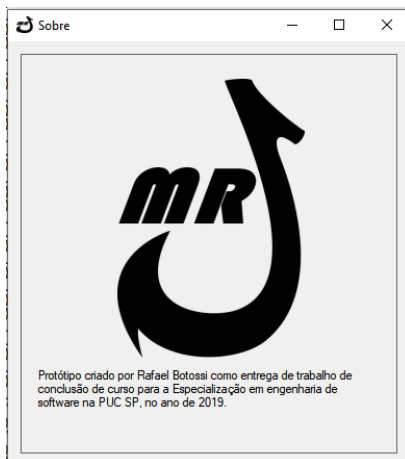 Sobre
MR
Protótipo criado por Rafael Botossi como entrega de trabalho de
conclusão de curso para a Especialização em engenharia de
software na PUC SP, no ano de 2019.